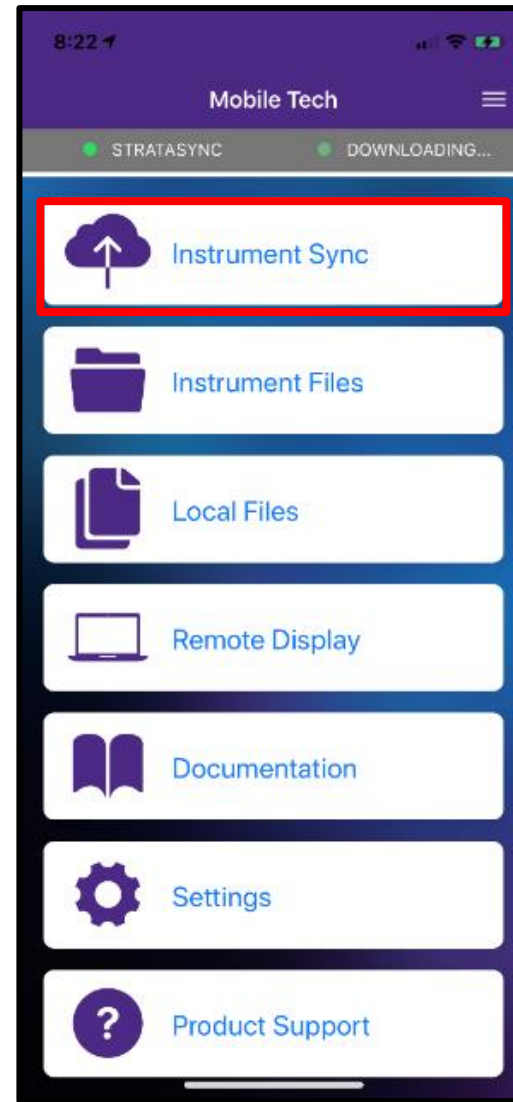 8:22
Mobile Tech
STRATASYNC DOWNLOADING...
Instrument Sync
Instrument Files
Local Files
Remote Display
Documentation
Settings
?
Product Support